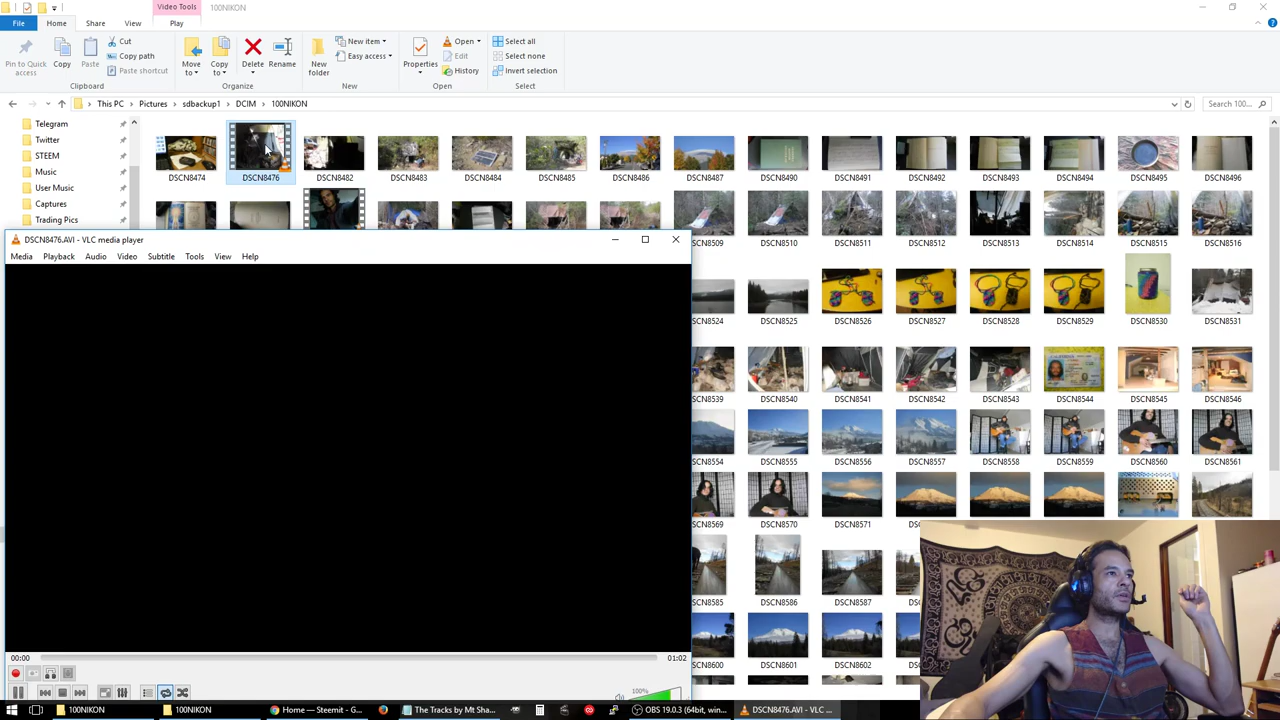 Video Tools
100NIKON
File
Home
Share
View
Play
Pin to Quick access
Copy
Paste
Cut
Copy path
Paste shortcut
Clipboard
Move to
Copy to
Delete
Rename
Organize
New folder
New item
Easy access
New
Properties
Open
Edit
History
Open
Select all
Select none
Invert selection
Select
This PC
Pictures
sdbackup1
DCIM
100NIKON
Search 100...
Telegram
Twitter
STEEM
Music
User Music
Captures
Trading Pics
DSCN8474
DSCN8476
DSCN8482
DSCN8483
DSCN8484
DSCN8485
DSCN8486
DSCN8487
DSCN8490
DSCN8491
DSCN8492
DSCN8493
DSCN8494
DSCN8495
DSCN8496
DSCN8509
DSCN8510
DSCN8511
DSCN8512
DSCN8513
DSCN8514
DSCN8515
DSCN8516
DSCN8476.AVI - VLC media player
Media
Playback
Audio
Video
Subtitle
Tools
View
Help
DSCN8524
DSCN8525
DSCN8526
DSCN8527
DSCN8528
DSCN8529
DSCN8530
DSCN8531
DSCN8539
DSCN8540
DSCN8541
DSCN8542
DSCN8543
DSCN8544
DSCN8545
DSCN8546
DSCN8554
DSCN8555
DSCN8556
DSCN8557
DSCN8558
DSCN8559
DSCN8560
DSCN8561
DSCN8569
DSCN8570
DSCN8571
DSCN8585
DSCN8586
DSCN8587
DSCN8600
DSCN8601
DSCN8602
00:00
01:02
100%
100NIKON
100NIKON
Home — Steemit - G...
The Tracks by Mt Sha...
OBS 19.0.3 (64bit, win...
DSCN8476.AVI - VLC ...